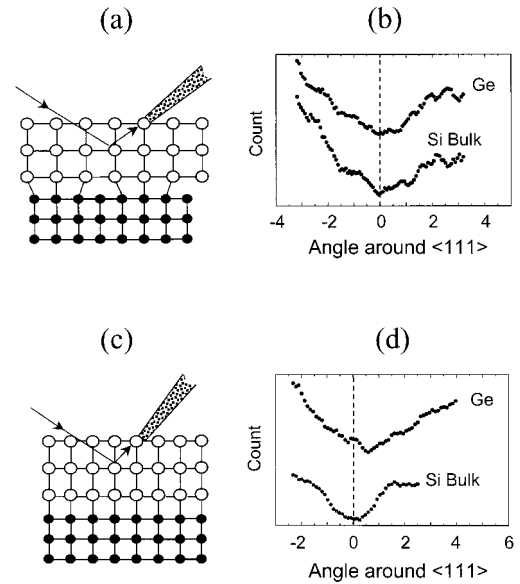 (a)
(b)
Count
Ge
Si Bulk
-4 -2 0 2 4
Angle around <111>
(c)
(d)
Count
Ge
Si Bulk
-2 0 2 4 6
Angle around <111>